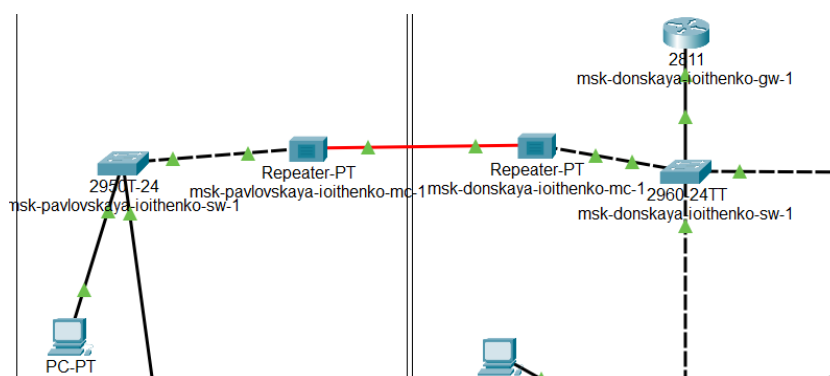 2811
msk-donskaya-ioithenko-gw-1
Repeater-PT
msk-pavlovskaya-ioithenko-mc-1
Repeater-PT
msk-donskaya-ioithenko-mc-1
2950T-24
msk-pavlovskaya-ioithenko-sw-1
2960-24TT
msk-donskaya-ioithenko-sw-1
PC-PT